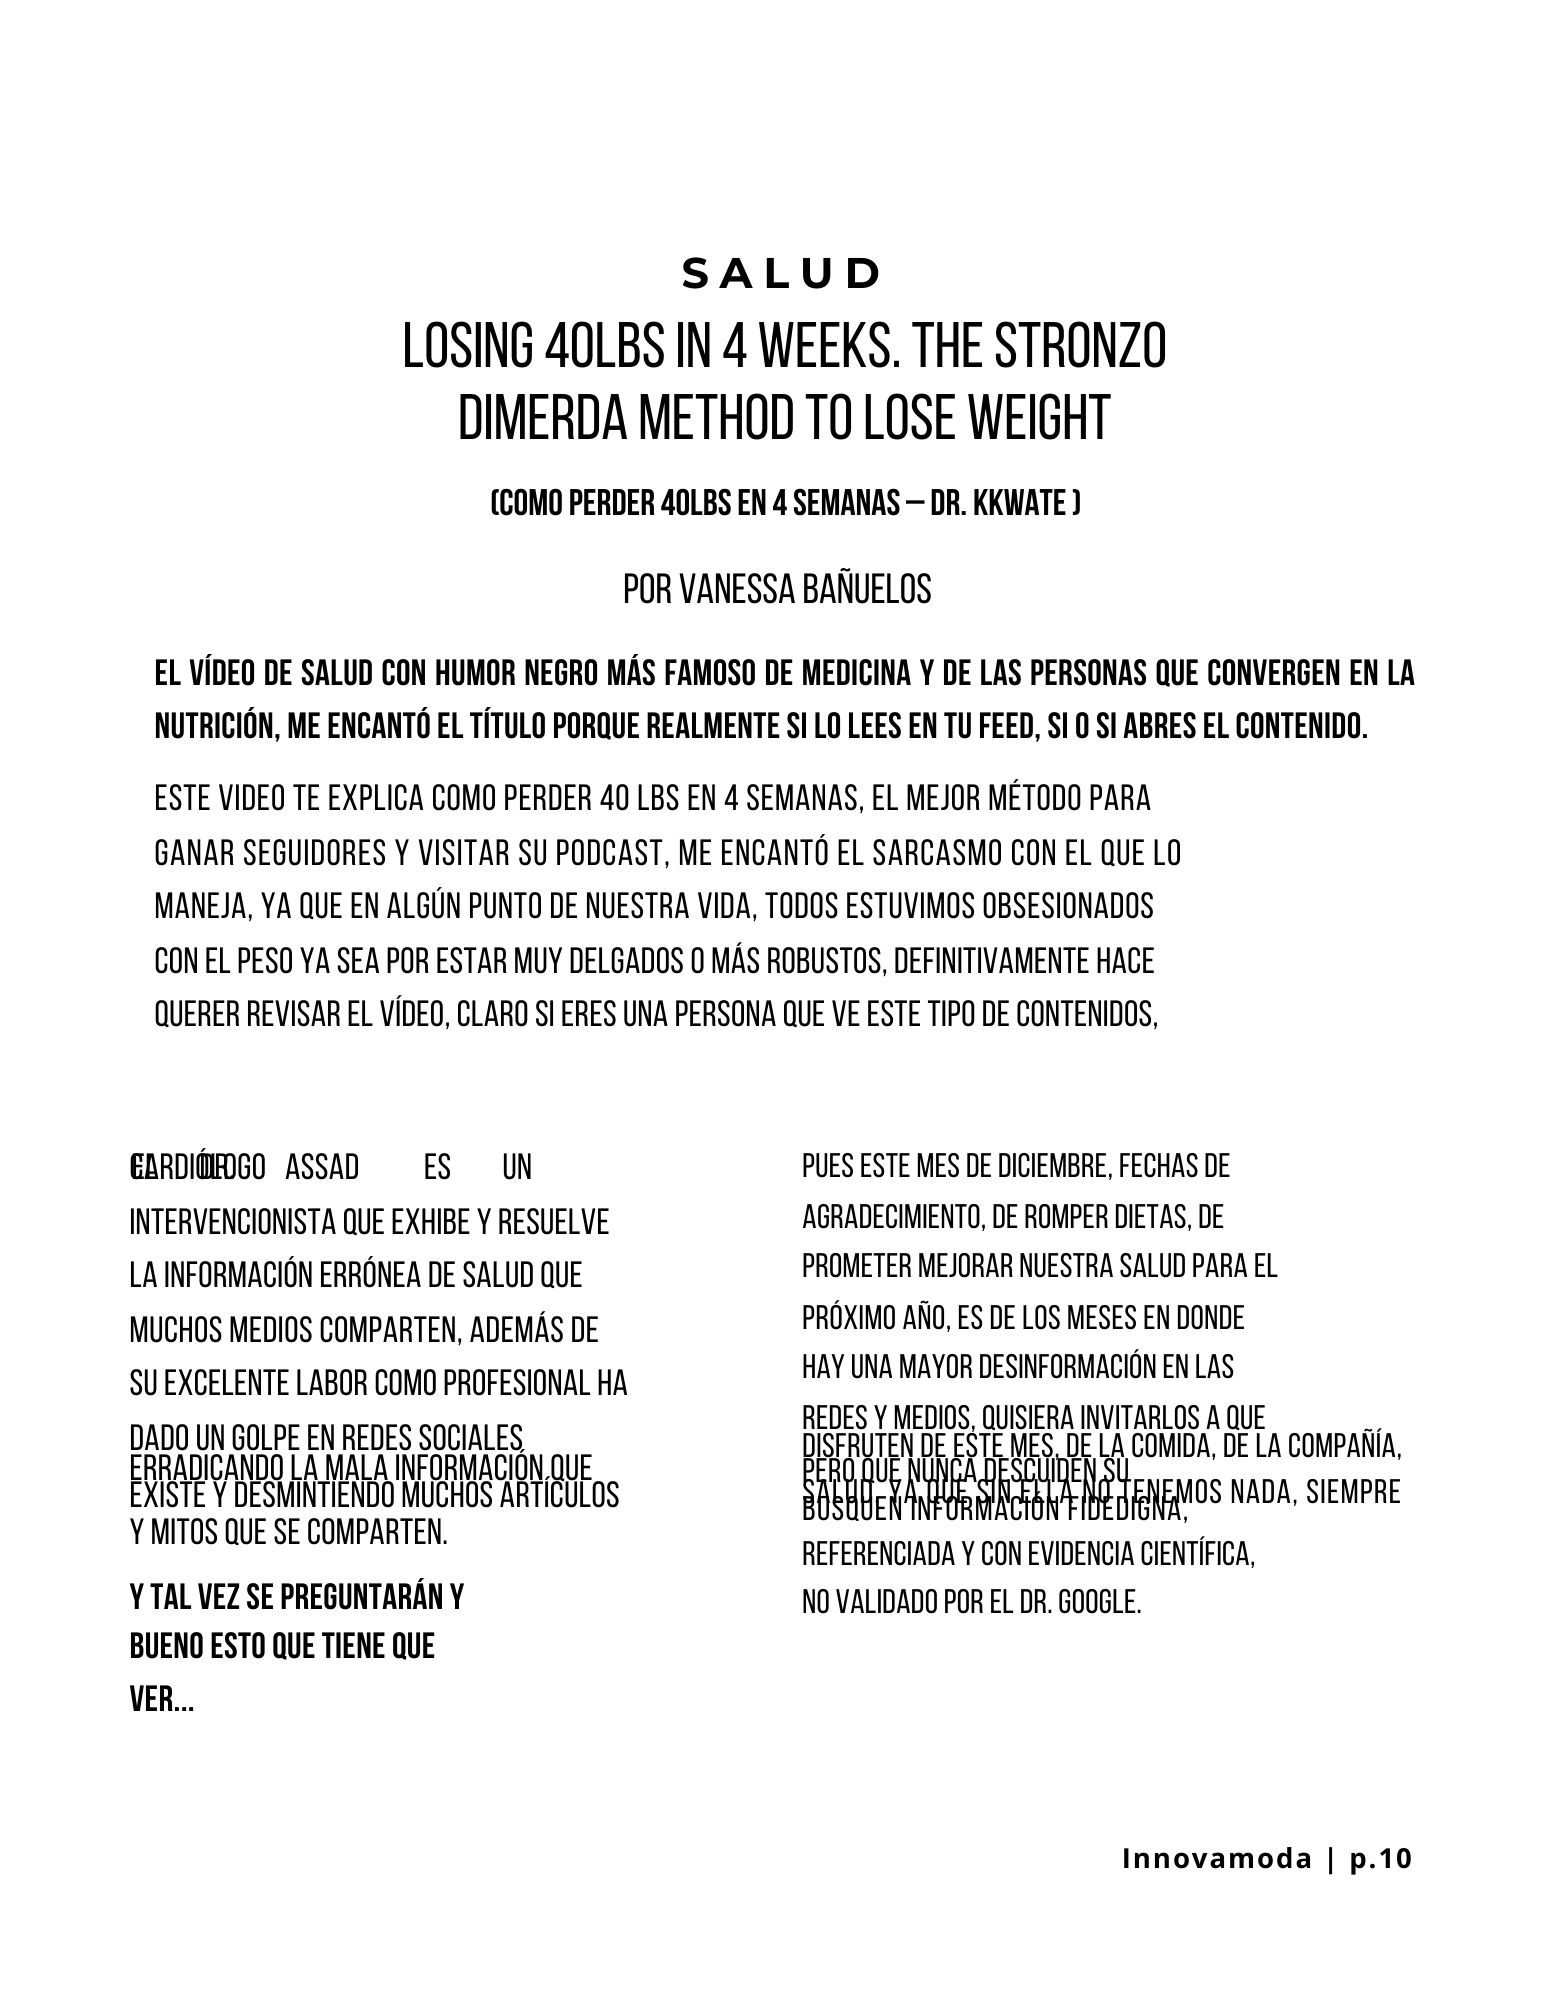 SALUD
LOSING 40LBS IN 4 WEEKS. THE STRONZO
DIMERDA METHOD TO LOSE WEIGHT
(COMO PERDER 40LBS EN 4 SEMANAS – DR. KKWATE )
POR VANESSA BAÑUELOS
EL VÍDEO DE SALUD CON HUMOR NEGRO MÁS FAMOSO DE MEDICINA Y DE LAS PERSONAS QUE CONVERGEN EN LA
NUTRICIÓN, ME ENCANTÓ EL TÍTULO PORQUE REALMENTE SI LO LEES EN TU FEED, SI O SI ABRES EL CONTENIDO.
ESTE VIDEO TE EXPLICA COMO PERDER 40 LBS EN 4 SEMANAS, EL MEJOR MÉTODO PARA
GANAR SEGUIDORES Y VISITAR SU PODCAST, ME ENCANTÓ EL SARCASMO CON EL QUE LO
MANEJA, YA QUE EN ALGÚN PUNTO DE NUESTRA VIDA, TODOS ESTUVIMOS OBSESIONADOS
CON EL PESO YA SEA POR ESTAR MUY DELGADOS O MÁS ROBUSTOS, DEFINITIVAMENTE HACE
QUERER REVISAR EL VÍDEO, CLARO SI ERES UNA PERSONA QUE VE ESTE TIPO DE CONTENIDOS,
EL DR. ASSAD ES UN
CARDIÓLOGO
INTERVENCIONISTA QUE EXHIBE Y RESUELVE
LA INFORMACIÓN ERRÓNEA DE SALUD QUE
MUCHOS MEDIOS COMPARTEN, ADEMÁS DE
SU EXCELENTE LABOR COMO PROFESIONAL HA
DADO UN GOLPE EN REDES SOCIALES
ERRADICANDO LA MALA INFORMACIÓN QUE
EXISTE Y DESMINTIENDO MUCHOS ARTÍCULOS
Y MITOS QUE SE COMPARTEN.
Y TAL VEZ SE PREGUNTARÁN Y
BUENO ESTO QUE TIENE QUE
VER...
PUES ESTE MES DE DICIEMBRE, FECHAS DE
AGRADECIMIENTO, DE ROMPER DIETAS, DE
PROMETER MEJORAR NUESTRA SALUD PARA EL
PRÓXIMO AÑO, ES DE LOS MESES EN DONDE
HAY UNA MAYOR DESINFORMACIÓN EN LAS
REDES Y MEDIOS, QUISIERA INVITARLOS A QUE
DISFRUTEN DE ESTE MES, DE LA COMIDA, DE LA COMPAÑÍA,
PERO QUE NUNCA DESCUIDEN SU
SALUD, YA QUE SIN ELLA NO TENEMOS NADA, SIEMPRE
BUSQUEN INFORMACIÓN FIDEDIGNA,
REFERENCIADA Y CON EVIDENCIA CIENTÍFICA,
NO VALIDADO POR EL DR. GOOGLE.
Innovamoda | p.10